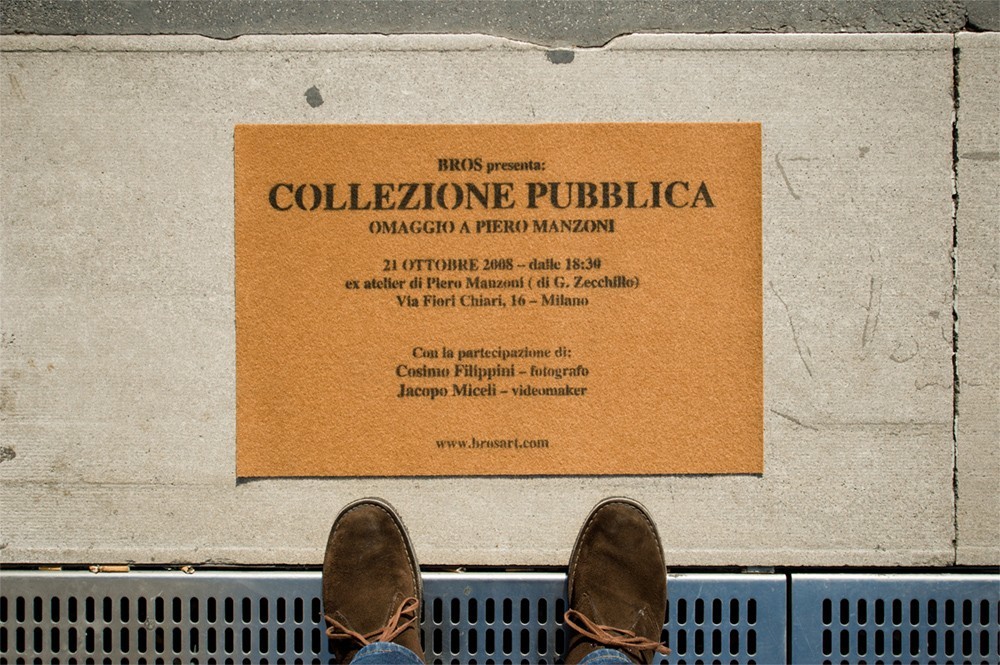 BROS presenta:
COLLEZIONE PUBBLICA
OMAGGIO A PIERO MANZONI
21 OTTOBRE 2008 – dalle 18:30
ex atelier di Piero Manzoni ( di G. Zecchillo)
Via Fiori Chiari, 16 – Milano
Con la partecipazione di:
Cosimo Filippini – fotografo
Jacopo Miceli – videomaker
www.brosart.com